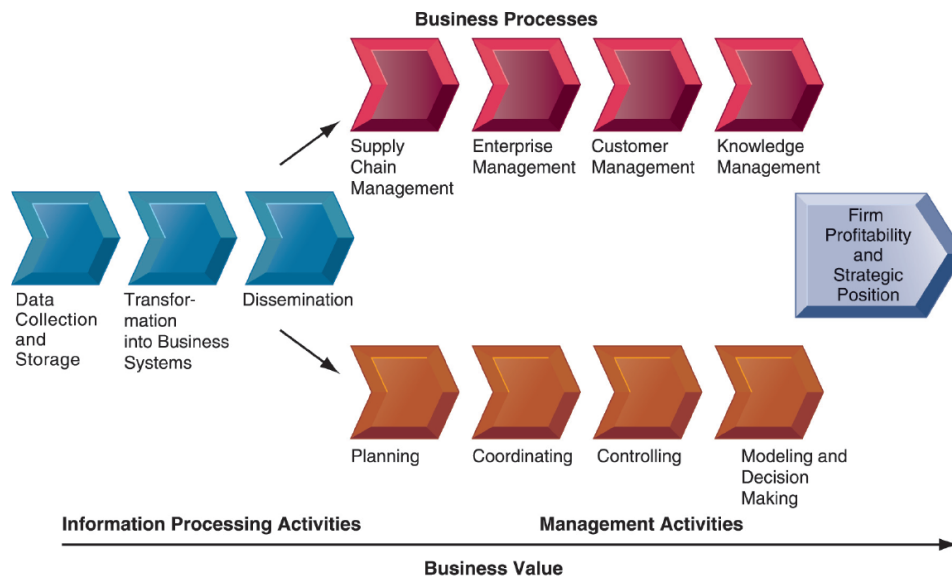 Business Processes
Supply
Chain
Management
Enterprise
Management
Customer
Management
Knowledge
Management
Data
Collection
and
Storage
Transfor-
mation
into Business
Systems
Dissemination
Firm
Profitability
and
Strategic
Position
Planning
Coordinating
Controlling
Modeling and
Decision
Making
Information Processing Activities
Management Activities
Business Value